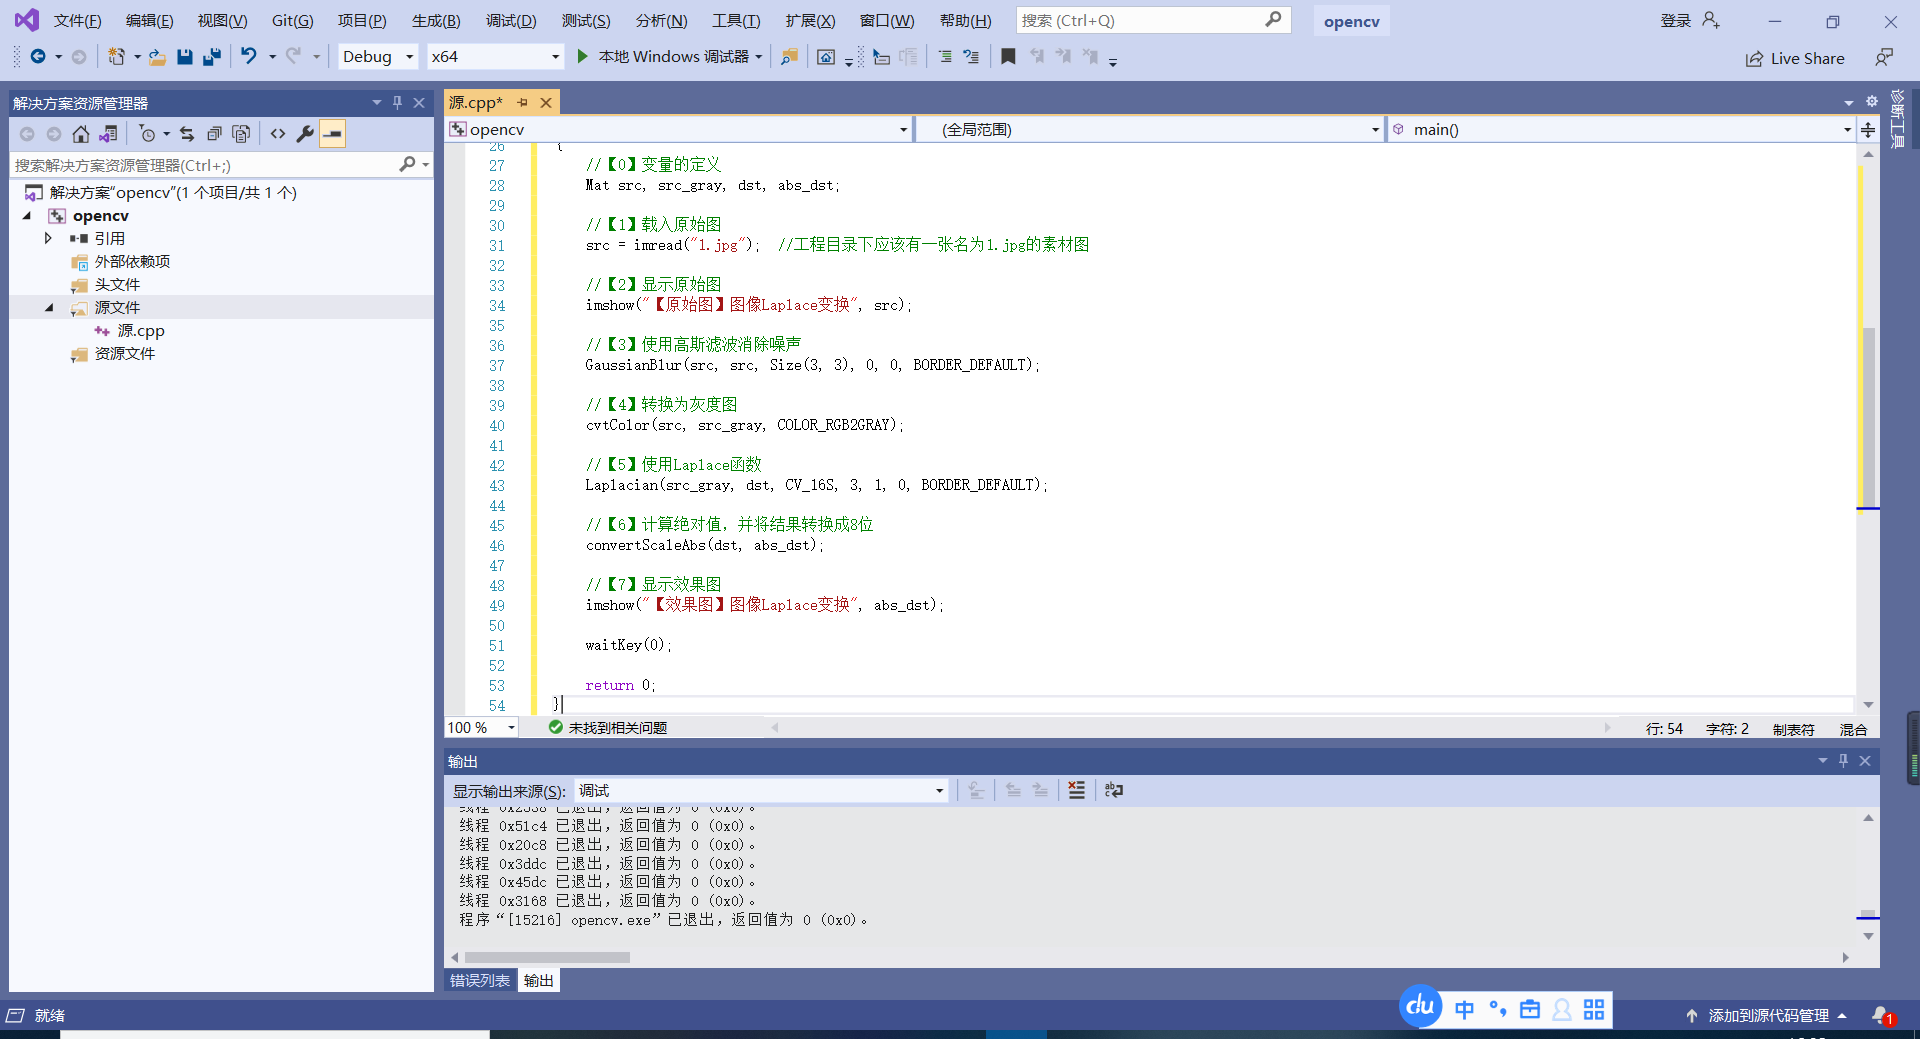 文件(F) 编辑(E) 视图(V) Git(G) 项目(P) 生成(B) 调试(D) 测试(S) 分析(N) 工具(T) 扩展(X) 窗口(W) 帮助(H) 搜索 (Ctrl+Q) opencv 登录
Debug x64 本地 Windows 调试器 Live Share
解决方案资源管理器
搜索解决方案资源管理器(Ctrl+;)
解决方案"opencv"(1 个项目/共 1 个)
opencv
引用
外部依赖项
头文件
源文件
源.cpp
资源文件
源.cpp*
opencv (全局范围) main()
26 {
27 //【0】变量的定义
28 Mat src, src_gray, dst, abs_dst;
29
30 //【1】载入原始图
31 src = imread("1.jpg"); //工程目录下应该有一张名为1.jpg的素材图
32
33 //【2】显示原始图
34 imshow("【原始图】图像Laplace变换", src);
35
36 //【3】使用高斯滤波消除噪声
37 GaussianBlur(src, src, Size(3, 3), 0, 0, BORDER_DEFAULT);
38
39 //【4】转换为灰度图
40 cvtColor(src, src_gray, COLOR_RGB2GRAY);
41
42 //【5】使用Laplace函数
43 Laplacian(src_gray, dst, CV_16S, 3, 1, 0, BORDER_DEFAULT);
44
45 //【6】计算绝对值，并将结果转换成8位
46 convertScaleAbs(dst, abs_dst);
47
48 //【7】显示效果图
49 imshow("【效果图】图像Laplace变换", abs_dst);
50
51 waitKey(0);
52
53 return 0;
54 }
100 % 未找到相关问题 行: 54 字符: 2 制表符 混合
输出
显示输出来源(S): 调试
线程 0x2538 已退出，返回值为 0 (0x0)。
线程 0x51c4 已退出，返回值为 0 (0x0)。
线程 0x20c8 已退出，返回值为 0 (0x0)。
线程 0x3ddc 已退出，返回值为 0 (0x0)。
线程 0x45dc 已退出，返回值为 0 (0x0)。
线程 0x3168 已退出，返回值为 0 (0x0)。
程序“[15216] opencv.exe”已退出，返回值为 0 (0x0)。
错误列表 输出
就绪 du 中 添加到源代码管理 1
诊断工具